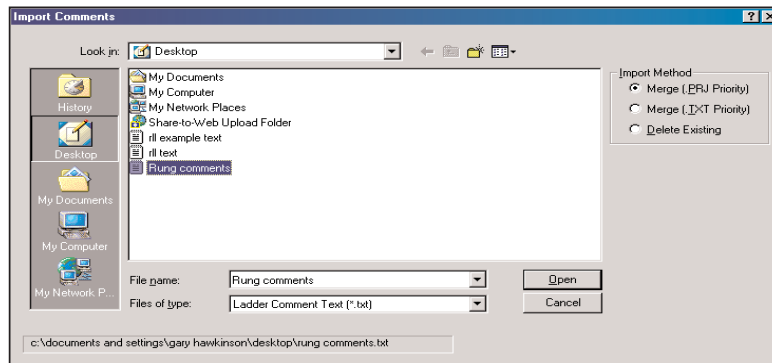 Import Comments
Look in:
Desktop
History
Desktop
My Documents
My Computer
My Network P...
My Documents
My Computer
My Network Places
Share-to-Web Upload Folder
rll example text
rll text
Rung comments
Import Method
Merge (.PRJ Priority)
Merge (.TXT Priority)
Delete Existing
File name:
Rung comments
Open
Files of type:
Ladder Comment Text (*.txt)
Cancel
c:\documents and settings\gary hawkinson\desktop\rung comments.txt